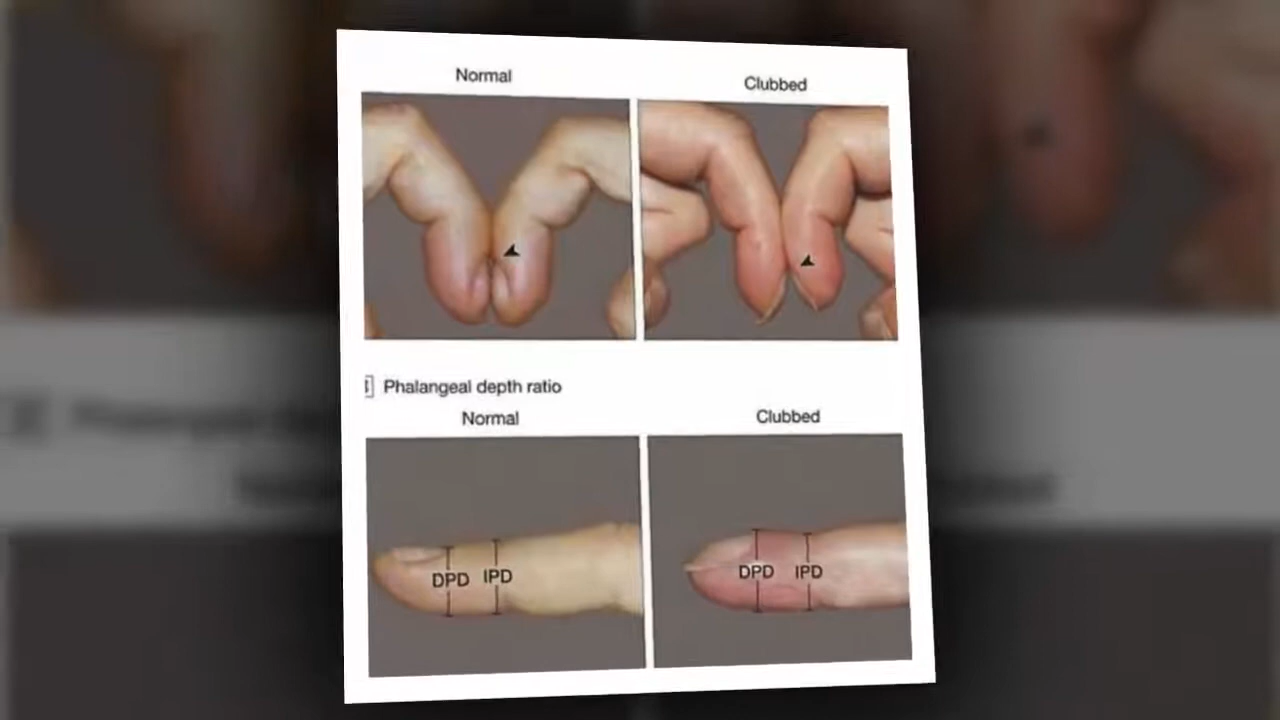 Normal
Clubbed
Phalangeal depth ratio
Normal
Clubbed
DPD
IPD
DPD
IPD